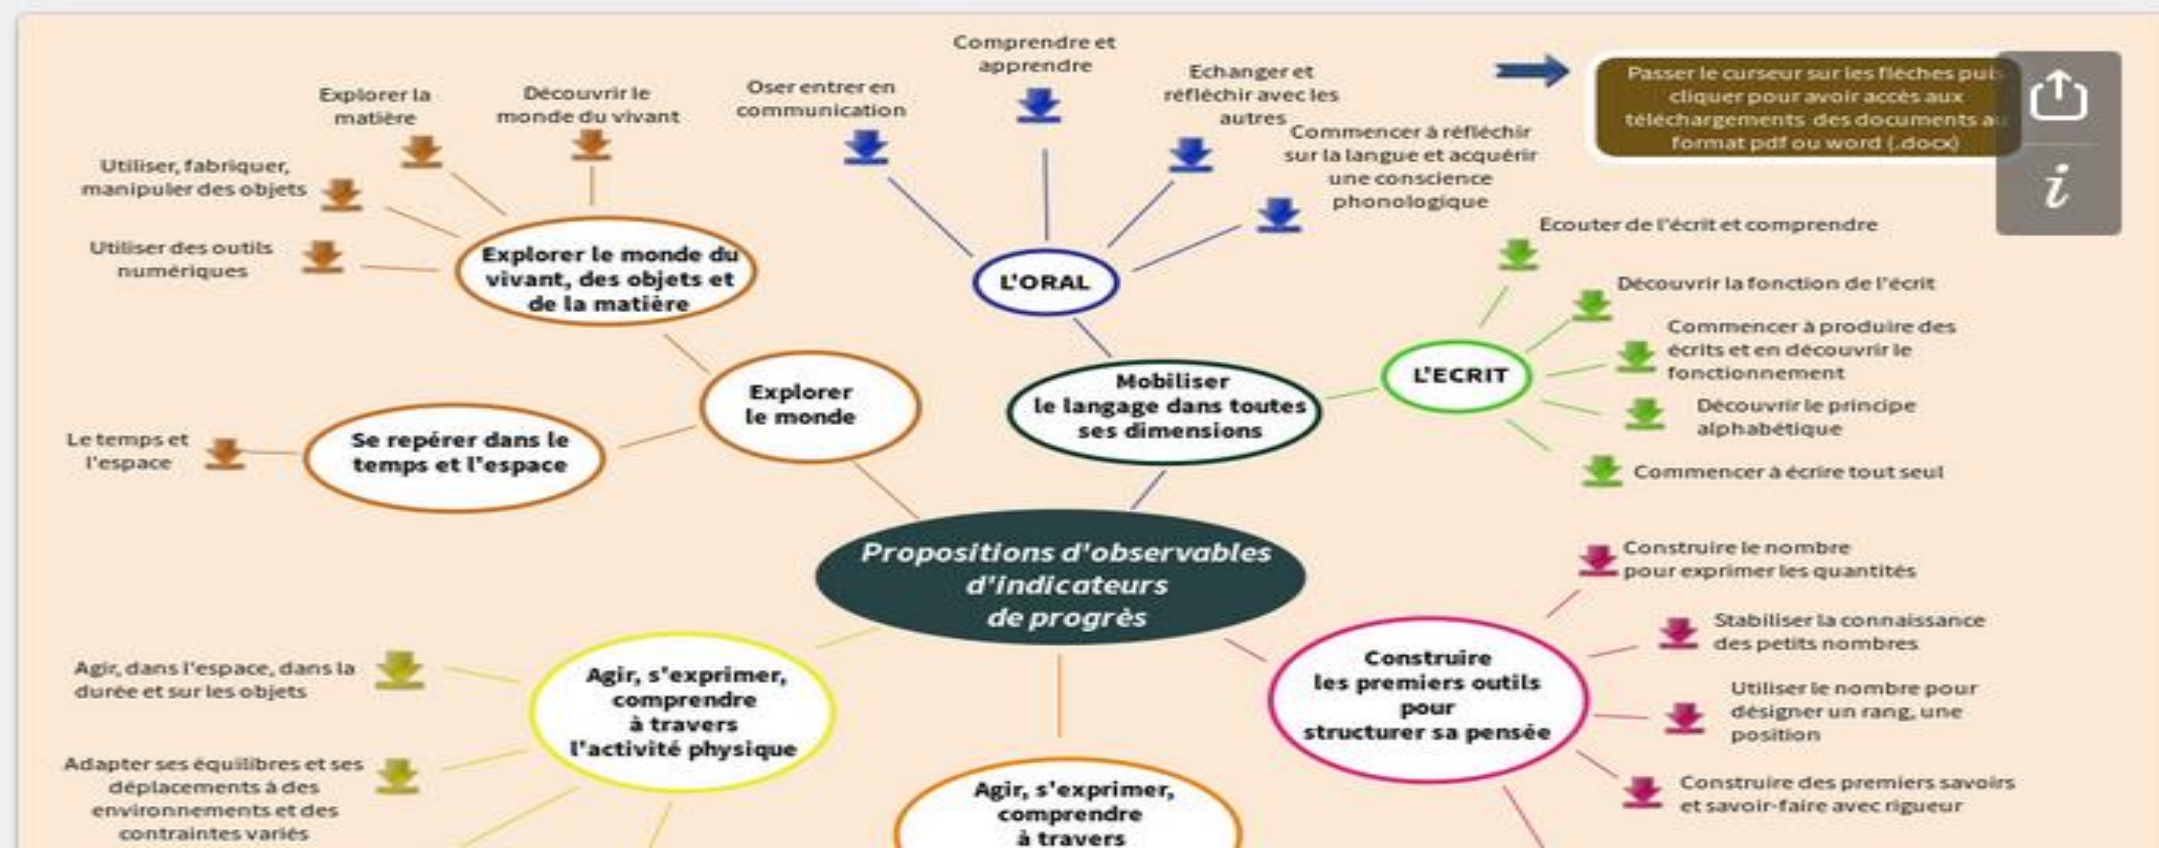 Comprendre et
apprendre
Oser entrer en
communication
Echanger et
réfléchir avec les
autres
Commencer à réfléchir
sur la langue et acquérir
une conscience
phonologique
Passer le curseur sur les flèches puis
cliquer pour avoir accès aux
téléchargements des documents au
format pdf ou word (.docx)
i
Explorer la
matière
Découvrir le
monde du vivant
Utiliser, fabriquer,
manipuler des objets
Utiliser des outils
numériques
Explorer le monde du
vivant, des objets et
de la matière
L'ORAL
Ecouter de l'écrit et comprendre
Découvrir la fonction de l'écrit
Commencer à produire des
écrits et en découvrir le
fonctionnement
Découvrir le principe
alphabétique
Commencer à écrire tout seul
L'ECRIT
Explorer
le monde
Mobiliser
le langage dans toutes
ses dimensions
Le temps et
l'espace
Se repérer dans le
temps et l'espace
Propositions d'observables
d'indicateurs
de progrès
Construire le nombre
pour exprimer les quantités
Stabiliser la connaissance
des petits nombres
Utiliser le nombre pour
désigner un rang, une
position
Construire des premiers savoirs
et savoir-faire avec rigueur
Construire
les premiers outils
pour
structurer sa pensée
Agir, dans l'espace, dans la
durée et sur les objets
Adapter ses équilibres et ses
déplacements à des
environnements et des
contraintes variés
Agir, s'exprimer,
comprendre
à travers
l'activité physique
Agir, s'exprimer,
comprendre
à travers